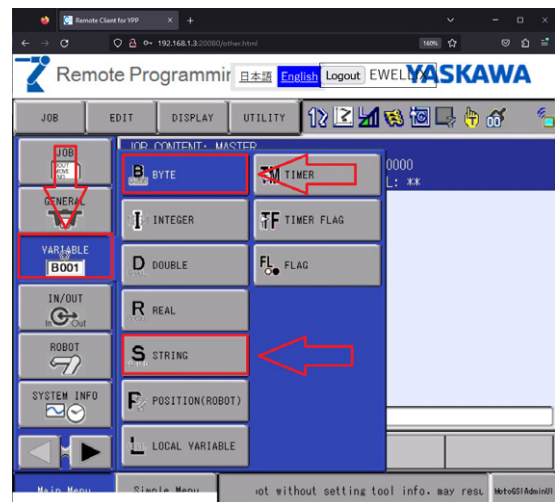 Remote Client for YPP
192.168.1.3:20080/other.html
160%
Remote Programmin
日本語 English Logout EWELLIX
YASKAWA
JOB EDIT DISPLAY UTILITY
JOB CONTENT: MASTER
JOB
BYTE
TIMER
0000
L: **
GENERAL
INTEGER
TIMER FLAG
VARIABLE
B001
DOUBLE
FLAG
IN/OUT
In Out
REAL
ROBOT
STRING
SYSTEM INFO
POSITION(ROBOT)
LOCAL VARIABLE
Main Menu
Simple Menu
ot without setting tool info. may resu
MotoGSIAdminUI